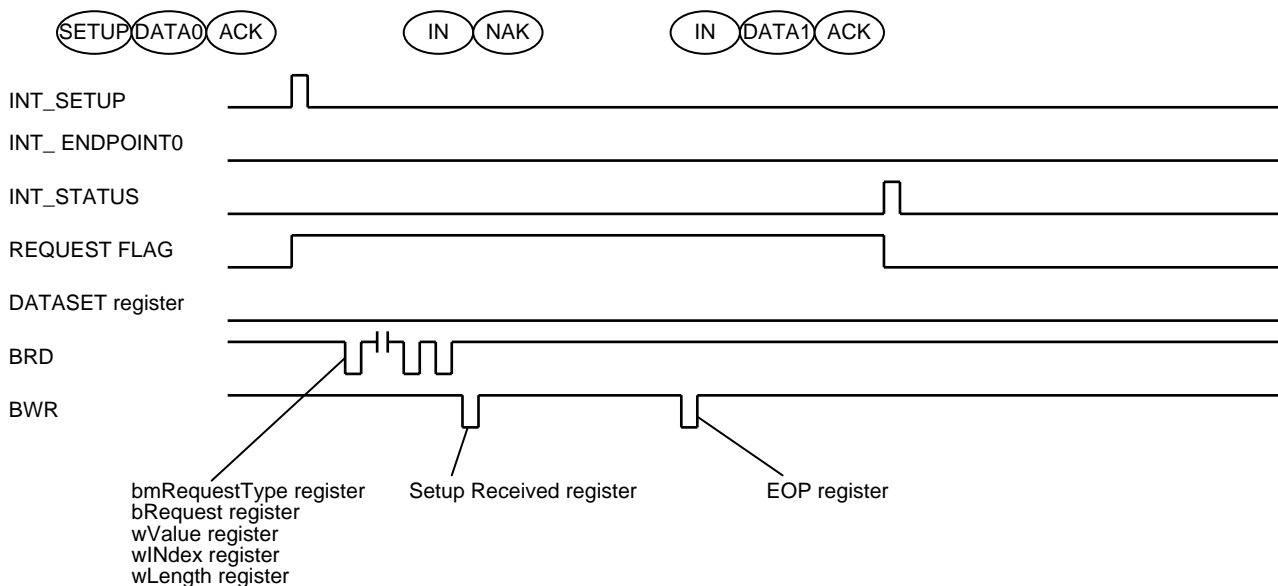 SETUP DATA0 ACK IN NAK IN DATA1 ACK
INT_SETUP
INT_ ENDPOINT0
INT_STATUS
REQUEST FLAG
DATASET register
BRD
BWR
bmRequestType register Setup Received register EOP register
bRequest register
wValue register
wINdex register
wLength register